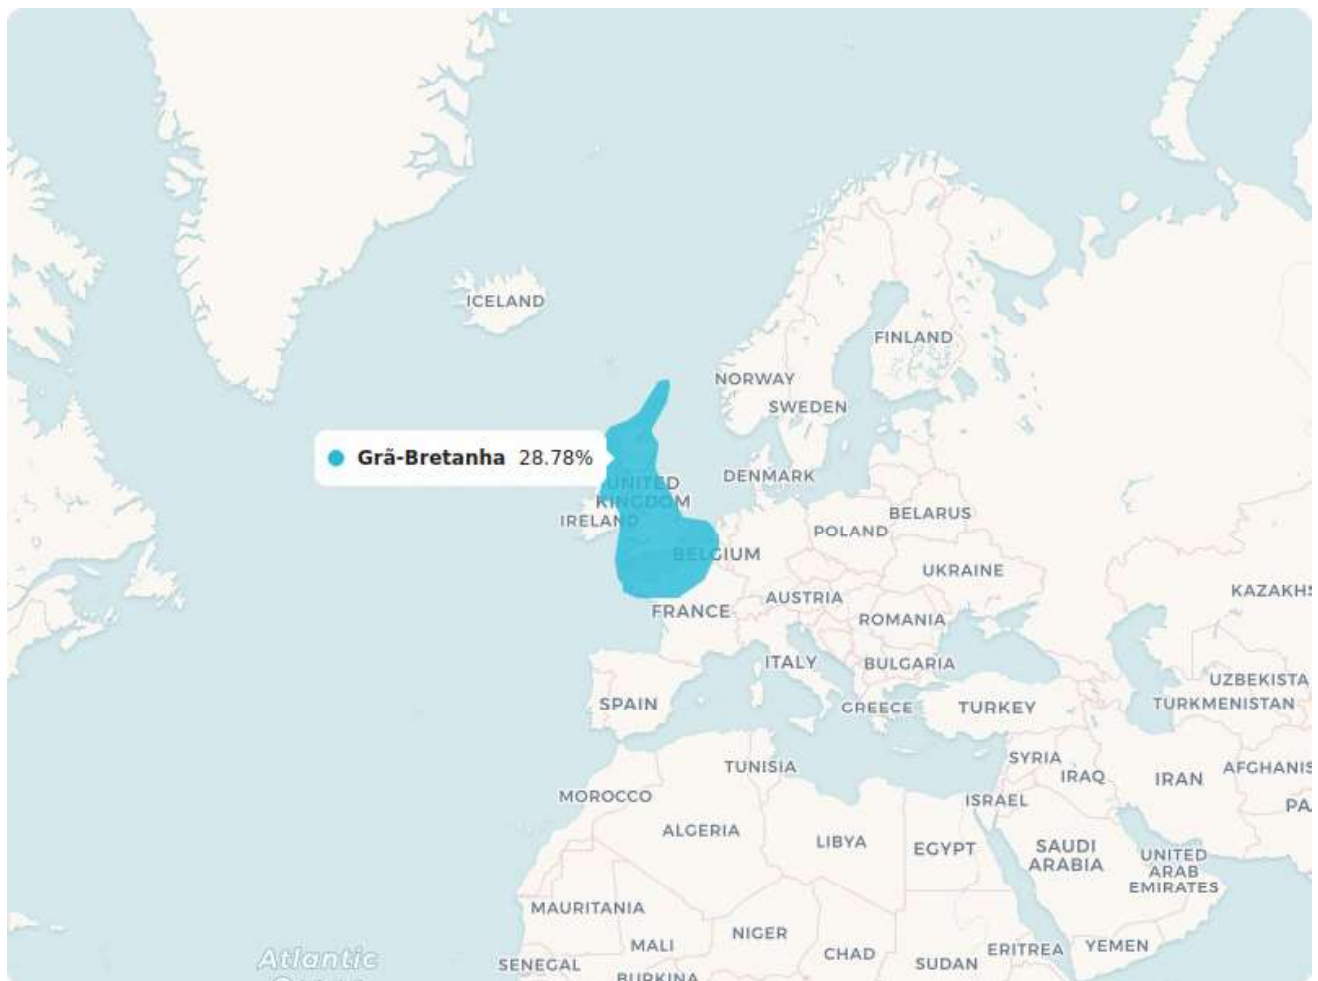 ICELAND
FINLAND
NORWAY
SWEDEN
Grã-Bretanha 28.78%
DENMARK
UNITED
KINGDOM
IRELAND
BELARUS
POLAND
BELGIUM
UKRAINE
KAZAKHS
AUSTRIA
FRANCE
ROMANIA
ITALY
BULGARIA
UZBEKISTA
SPAIN
GREECE
TURKEY
TURKMENISTAN
TUNISIA
SYRIA
IRAQ
IRAN
AFGHANIS
MOROCCO
ISRAEL
PA
ALGERIA
LIBYA
EGYPT
SAUDI
ARABIA
UNITED
ARAB
EMIRATES
MAURITANIA
NIGER
MALI
CHAD
ERITREA
YEMEN
Atlantic
SENEGAL
SUDAN
BURKINA